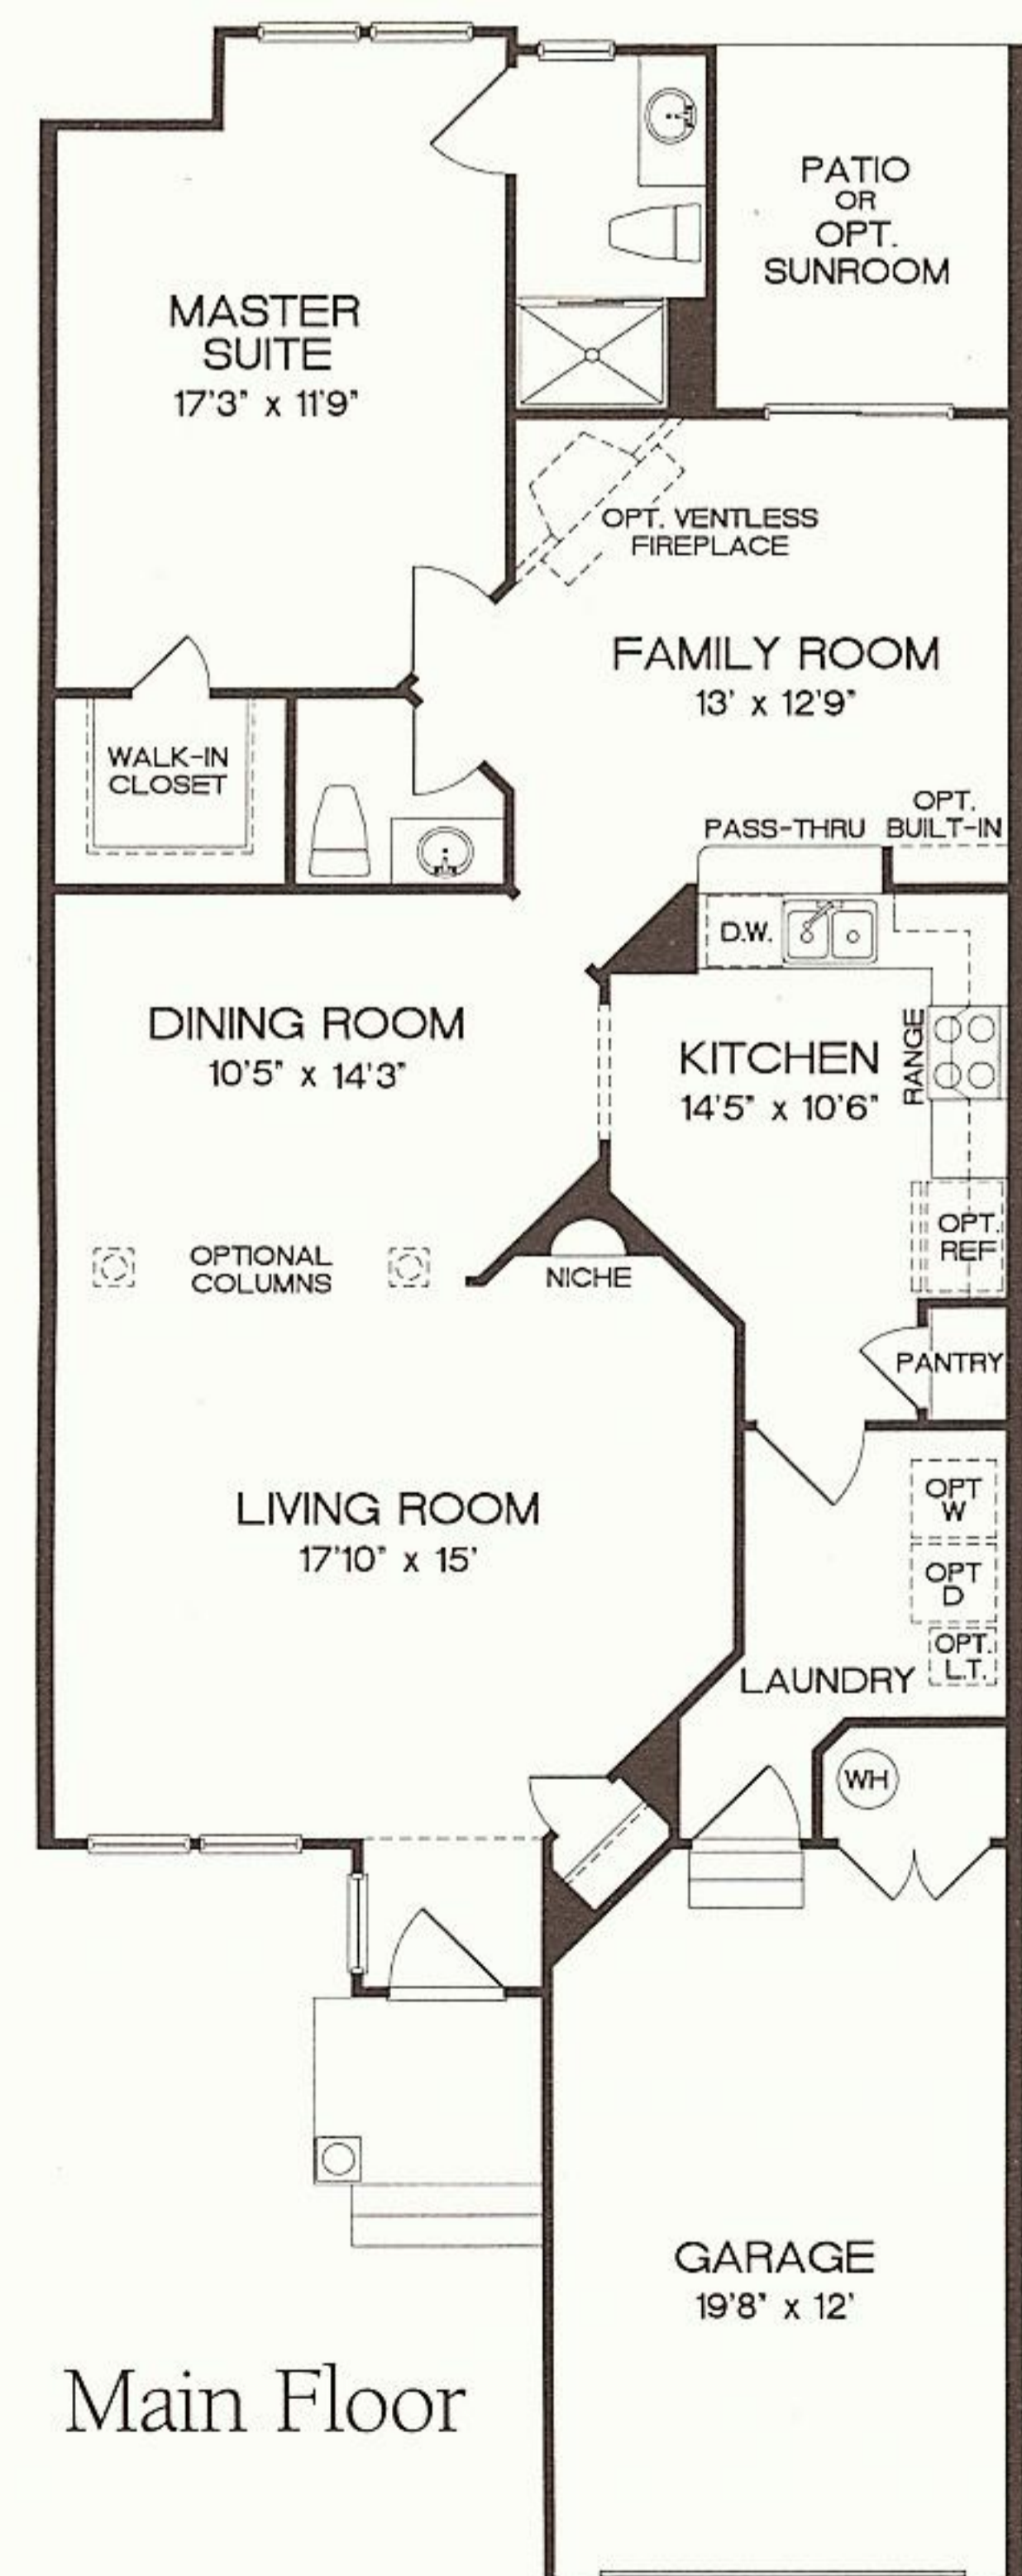 PATIO
OR
OPT.
SUNROOM
MASTER
SUITE
17'3" x 11'9"
OPT. VENTLESS
FIREPLACE
FAMILY ROOM
13' x 12'9"
WALK-IN
CLOSET
OPT.
PASS-THRU BUILT-IN
D.W.
DINING ROOM
10'5" x 14'3"
KITCHEN
14'5" x 10'6"
RANGE
OPT.
REF
OPTIONAL
COLUMNS
NICHE
PANTRY
LIVING ROOM
17'10" x 15'
OPT
W
OPT
D
OPT.
L.T.
LAUNDRY
WH
GARAGE
19'8" x 12'
Main Floor